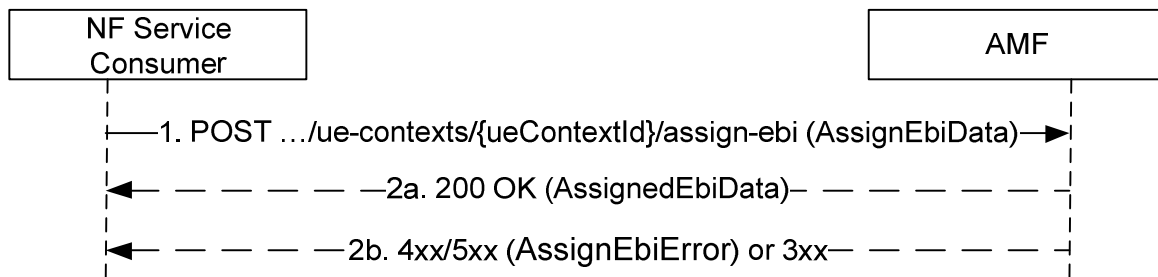 NF Service
Consumer
AMF
1. POST …/ue-contexts/{ueContextId}/assign-ebi (AssignEbiData)
2a. 200 OK (AssignedEbiData)
2b. 4xx/5xx (AssignEbiError) or 3xx